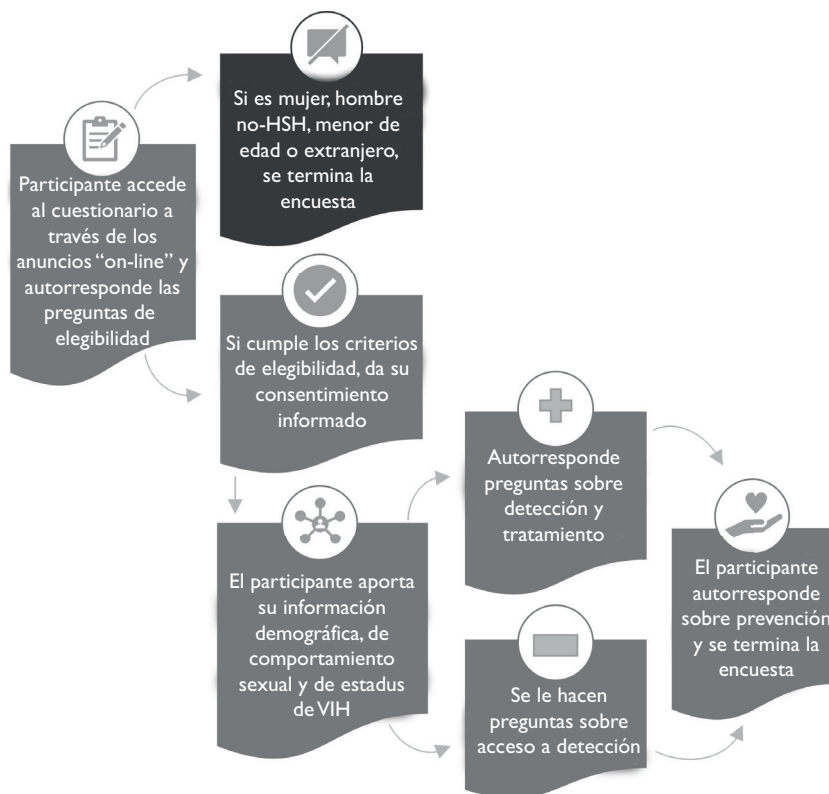 Participante accede
al cuestionario a
través de los
anuncios “on-line” y
autorresponde las
preguntas de
elegibilidad
Si es mujer, hombre
no-HSH, menor de
edad o extranjero,
se termina la
encuesta
Si cumple los criterios
de elegibilidad, da su
consentimiento
informado
El participante aporta
su información
demográfica, de
comportamiento
sexual y de estadus
de VIH
Autorresponde
preguntas sobre
detección y
tratamiento
Se le hacen
preguntas sobre
acceso a detección
El participante
autorresponde
sobre prevención
y se termina la
encuesta